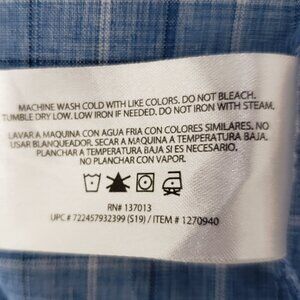 MACHINE WASH COLD WITH LIKE COLORS. DO NOT BLEACH.
TUMBLE DRY LOW. LOW IRON IF NEEDED. DO NOT IRON WITH STEAM.
LAVAR A MAQUINA CON AGUA FRIA CON COLORES SIMILARES. NO
USAR BLANQUEADOR. SECAR A MAQUINA A TEMPERATURA BAJA.
PLANCHAR A TEMPERATURA BAJA SI ES NECESARIO.
NO PLANCHAR CON VAPOR.
RN# 137013
UPC # 722457932399 (S19) / ITEM # 1270940